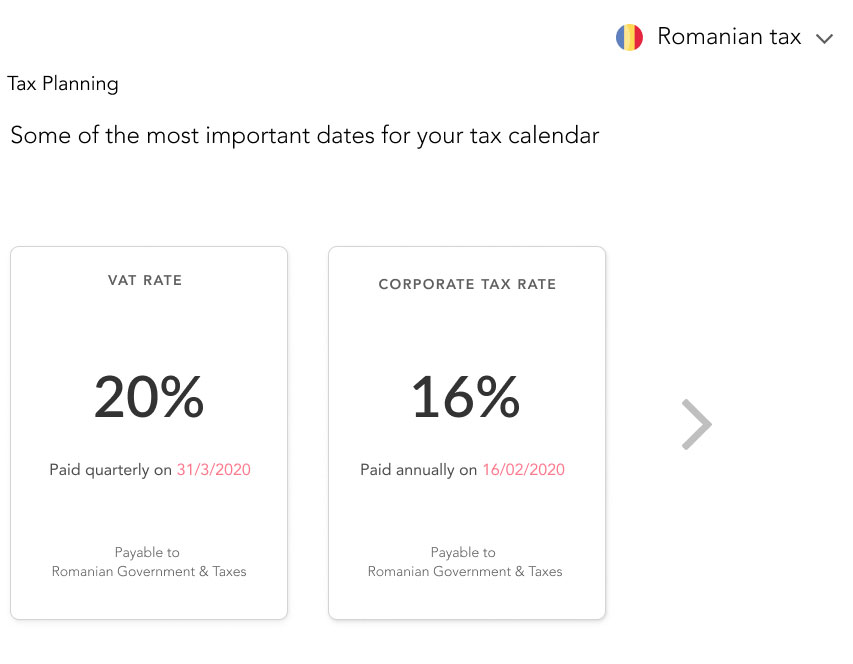 Romanian tax
Tax Planning
Some of the most important dates for your tax calendar
VAT RATE
20%
Paid quarterly on 31/3/2020
Payable to
Romanian Government & Taxes
CORPORATE TAX RATE
16%
Paid annually on 16/02/2020
Payable to
Romanian Government & Taxes